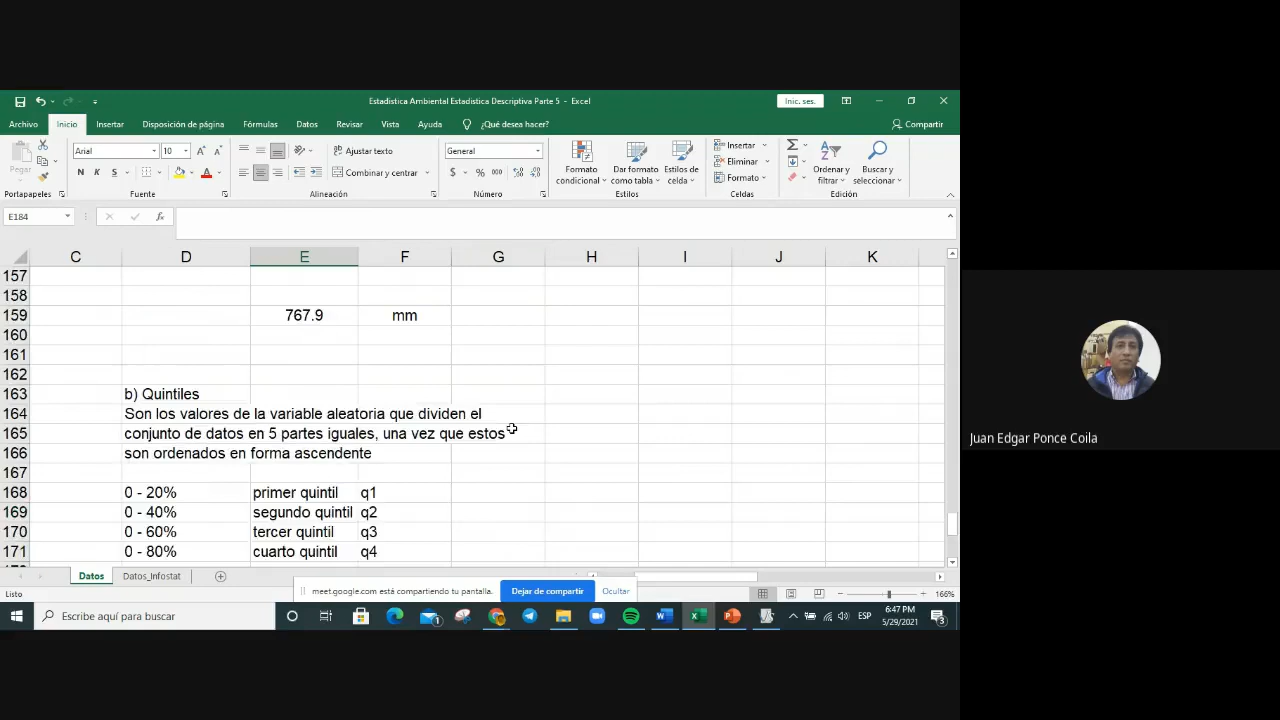 Estadistica Ambiental Estadistica Descriptiva Parte 5 - Excel
Inic. ses.
Archivo Inicio Insertar Disposición de página Fórmulas Datos Revisar Vista Ayuda ¿Qué desea hacer? Compartir
Pegar
Arial 10
N K S
Ajustar texto
Combinar y centrar
General
$ % 000
Formato condicional
Dar formato como tabla
Estilos de celda
Insertar
Eliminar
Formato
Ordenar y filtrar
Buscar y seleccionar
Portapapeles Fuente Alineación Número Estilos Celdas Edición
E184 fx
C D E F G H I J K
157
158
159 767.9 mm
160
161
162
163 b) Quintiles
164 Son los valores de la variable aleatoria que dividen el
165 conjunto de datos en 5 partes iguales, una vez que estos
166 son ordenados en forma ascendente
167
168 0 - 20% primer quintil q1
169 0 - 40% segundo quintil q2
170 0 - 60% tercer quintil q3
171 0 - 80% cuarto quintil q4
Datos Datos_Infostat
Listo
meet.google.com está compartiendo tu pantalla. Dejar de compartir Ocultar
166%
Escribe aquí para buscar
ESP
6:47 PM
5/29/2021
Juan Edgar Ponce Coila